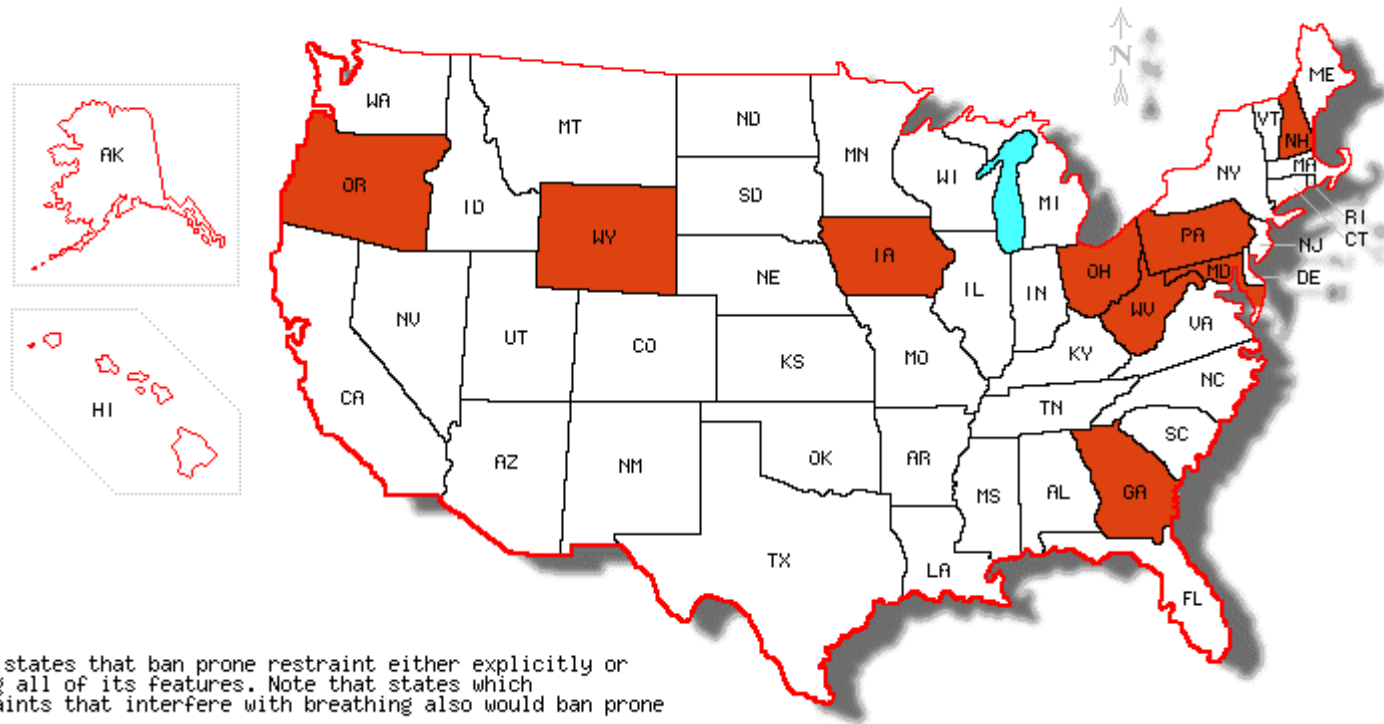 N
ME
WA
VT
MT
ND
NH
AK
MN
MA
WI
NY
OR
SD
MI
ID
RI
CT
WY
PA
NJ
IA
OH
MD
NE
DE
IL
IN
NV
WV
VA
UT
CO
KY
MO
KS
NC
CA
TN
HI
SC
OK
AR
AZ
NM
GA
MS
AL
TX
LA
FL
states that ban prone restraint either explicitly or
all of its features. Note that states which
that interfere with breathing also would ban prone